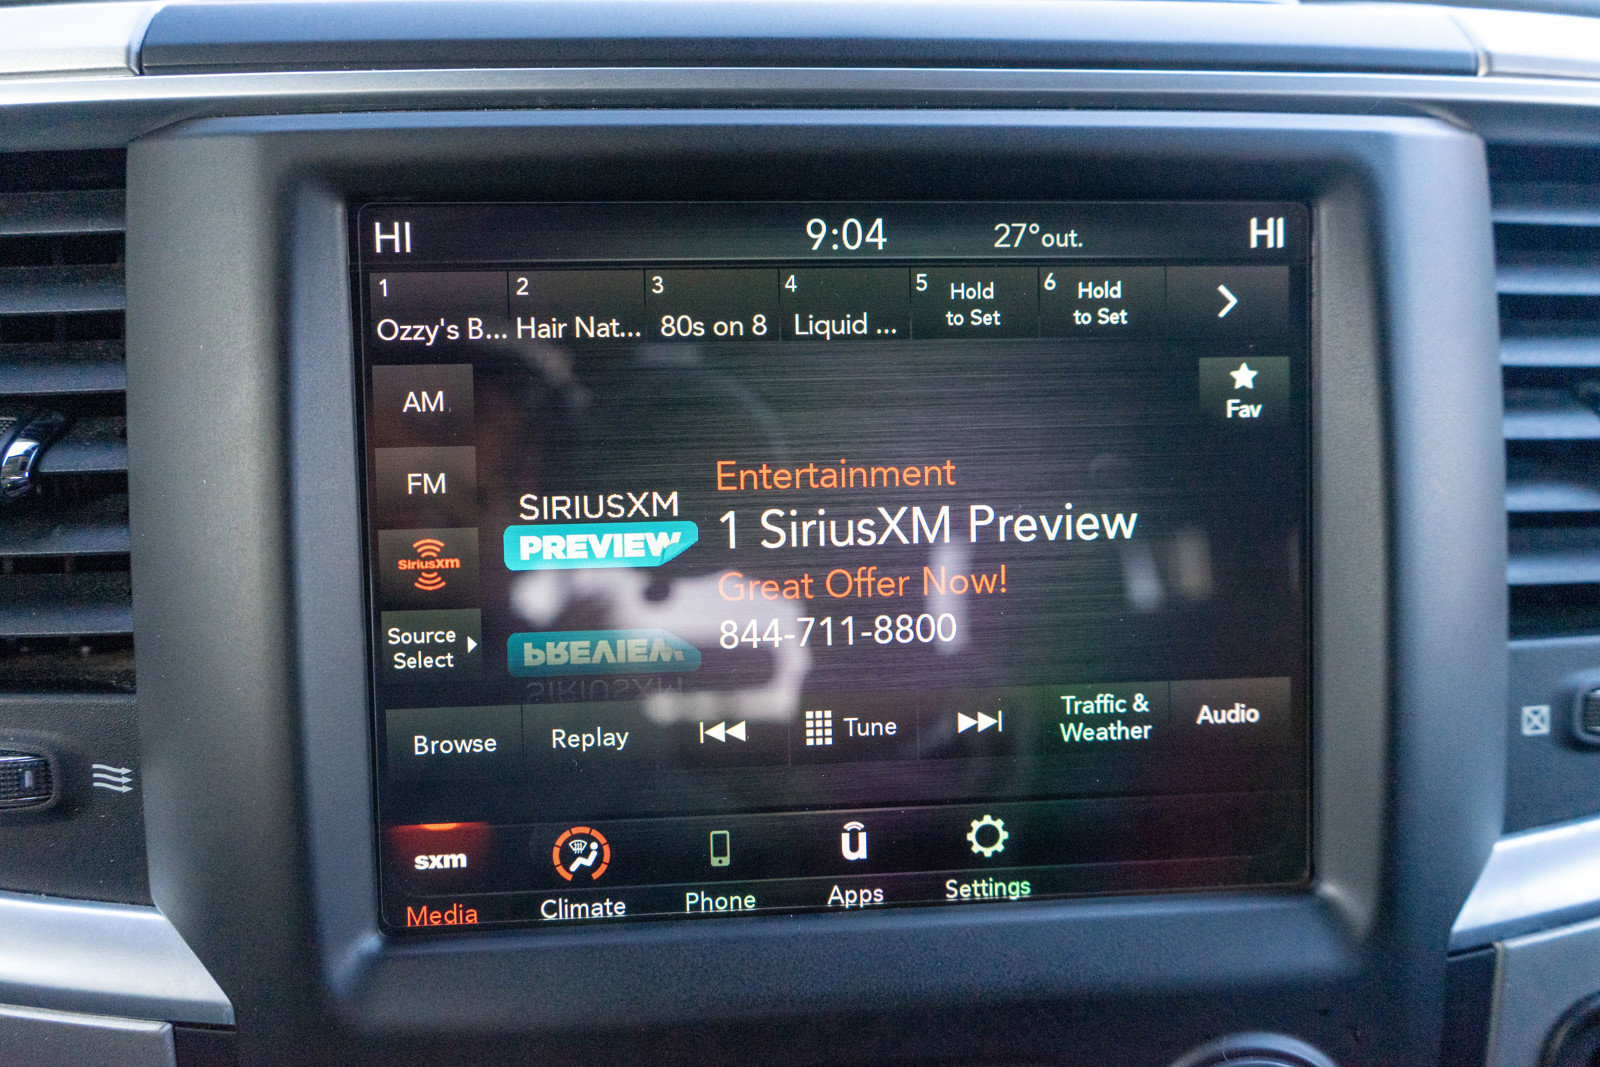 HI 9:04 27°out. HI
1 2 3 4 5 Hold to Set 6 Hold to Set
Ozzy's B... Hair Nat... 80s on 8 Liquid ...
AM
Fav
FM
Entertainment
SIRIUSXM
PREVIEW
1 SiriusXM Preview
SiriusXM
Great Offer Now!
844-711-8800
Source
Select
PREVIEW
SIRIUSXM
Browse Replay Tune Traffic & Weather Audio
sxm
ū
Media Climate Phone Apps Settings